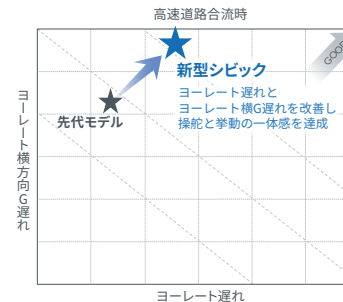 高速道路合流時
GOOD
新型シビック
ヨーレート遅れと
ヨーレート横G遅れを改善し
操舵と挙動の一体感を達成
先代モデル
ヨーレート横方向G遅れ
ヨーレート遅れ